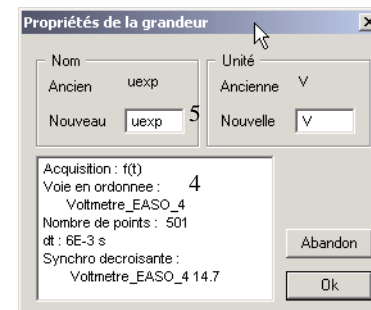 Propriétés de la grandeur
Nom
Ancien uexp
Nouveau uexp 5
Unité
Ancienne V
Nouvelle V
Acquisition : f(t)
Voie en ordonnee : 4
Voltmetre_EASO_4
Nombre de points : 501
dt : 6E-3 s
Synchro decroisante :
Voltmetre_EASO_4 14.7
Abandon
Ok